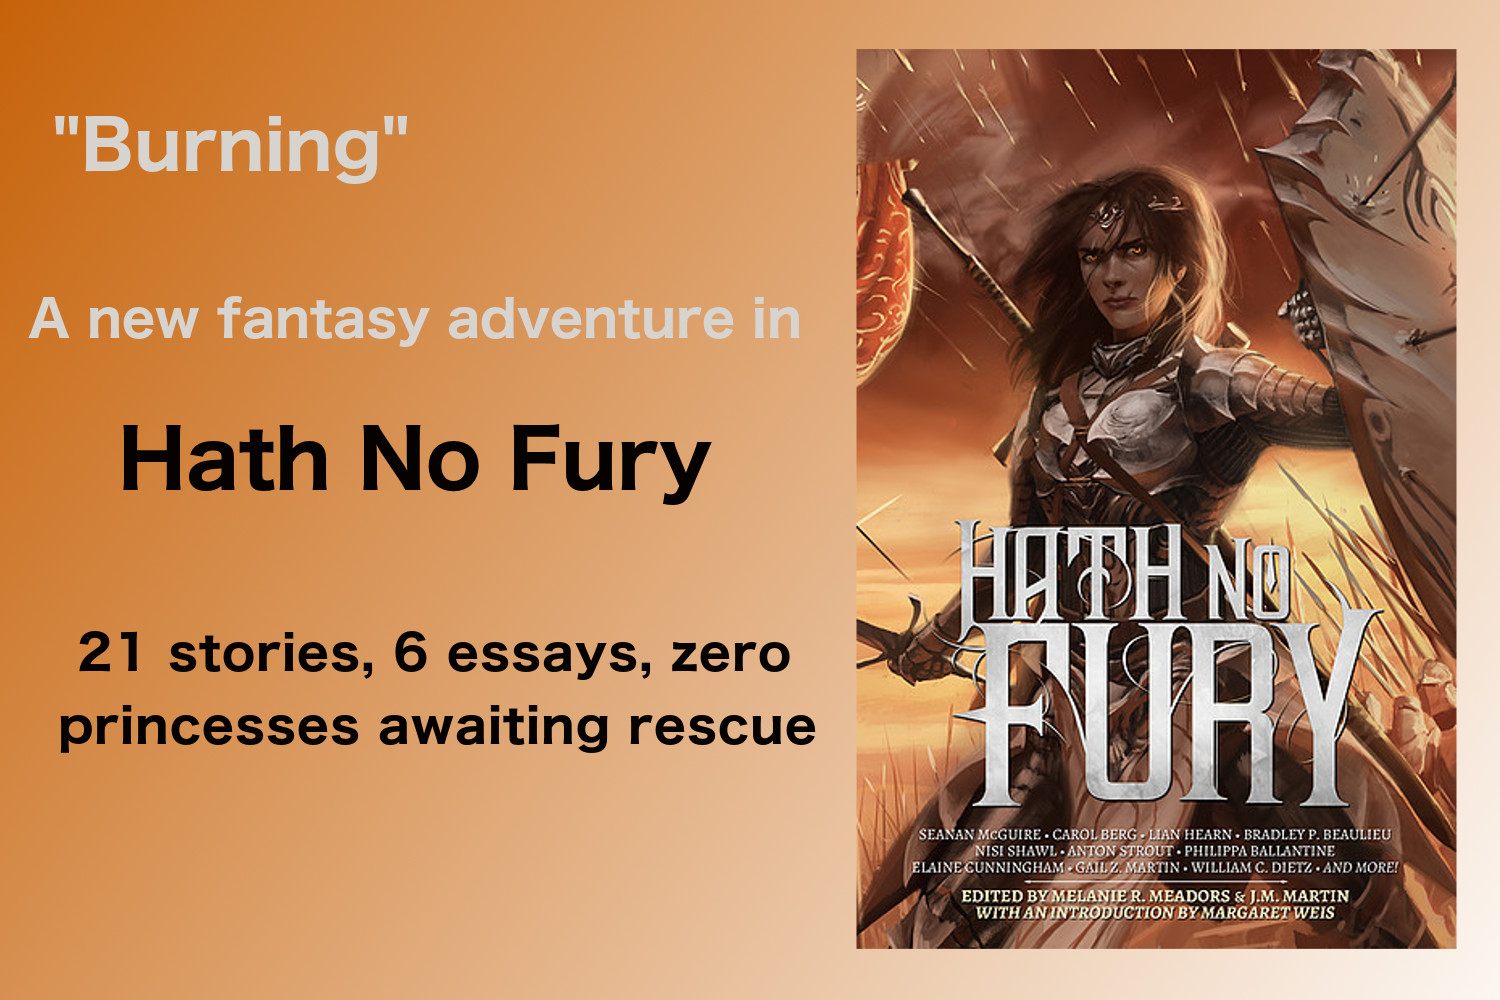 "Burning"
A new fantasy adventure in
Hath No Fury
21 stories, 6 essays, zero
princesses awaiting rescue
HATH NO
FURY
SEANAN McGUIRE • CAROL BERG • LIAN HEARN • BRADLEY P. BEAULIEU
NISI SHAWL • ANTON STROUT • PHILIPPA BALLANTINE
ELAINE CUNNINGHAM • GAIL Z. MARTIN • WILLIAM C. DIETZ • AND MORE!
EDITED BY MELANIE R. MEADORS & J.M. MARTIN
WITH AN INTRODUCTION BY MARGARET WEIS